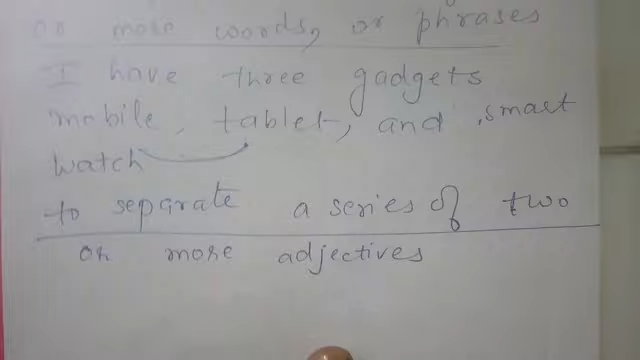 or more words, or phrases
I have three gadgets
mobile, tablet, and smart
watch
to separate a series of two
or more adjectives